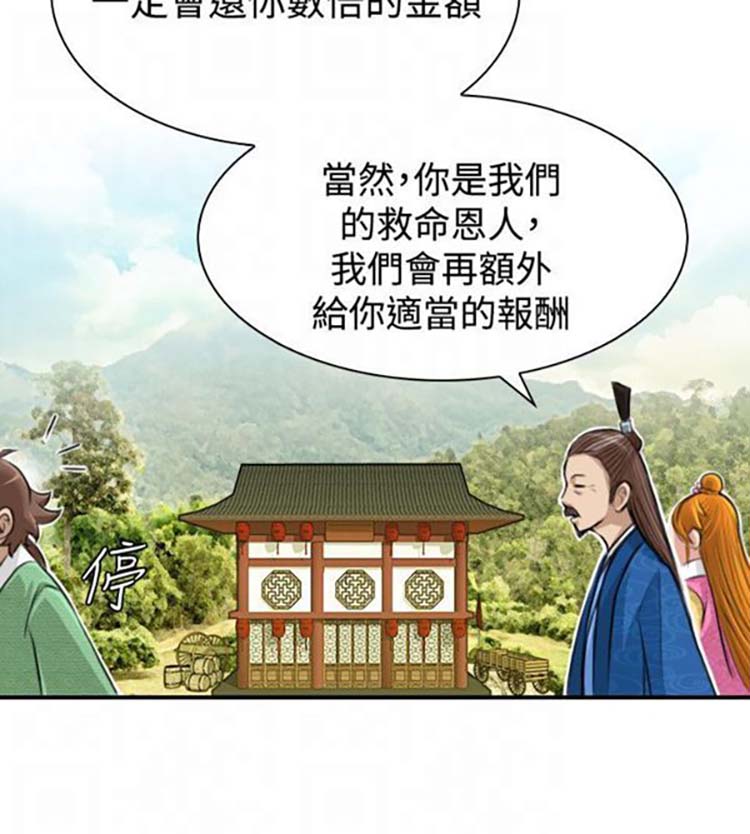 一定會還你數倍的金額
當然，你是我們
的救命恩人，
我們會再額外
給你適當的報酬
停